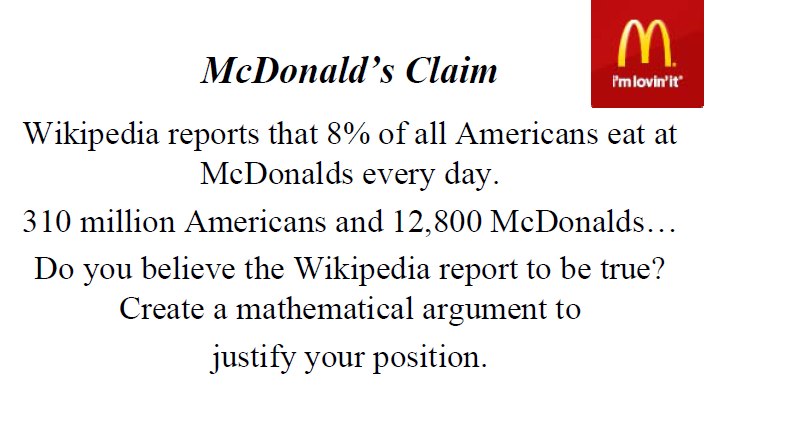 McDonald’s Claim
i'm lovin' it
Wikipedia reports that 8% of all Americans eat at
McDonalds every day.
310 million Americans and 12,800 McDonalds…
Do you believe the Wikipedia report to be true?
Create a mathematical argument to
justify your position.